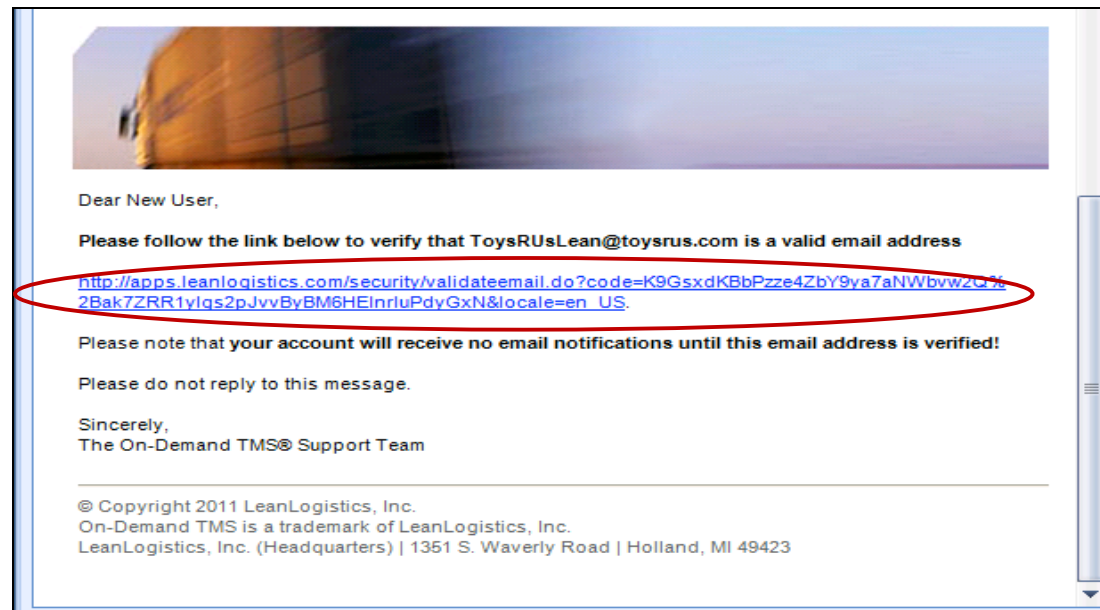 Dear New User,
Please follow the link below to verify that ToysRUsLean@toysrus.com is a valid email address
http://apps.leanlogistics.com/security/validateemail.do?code=K9GsxdKBbPzze4ZbY9ya7aNWbvw2Q%
2Bak7ZRR1yIqs2pJvvByBM6HEInrIuPdyGxN&locale=en_US.
Please note that your account will receive no email notifications until this email address is verified!
Please do not reply to this message.
Sincerely,
The On-Demand TMS® Support Team
© Copyright 2011 LeanLogistics, Inc.
On-Demand TMS is a trademark of LeanLogistics, Inc.
LeanLogistics, Inc. (Headquarters) | 1351 S. Waverly Road | Holland, MI 49423